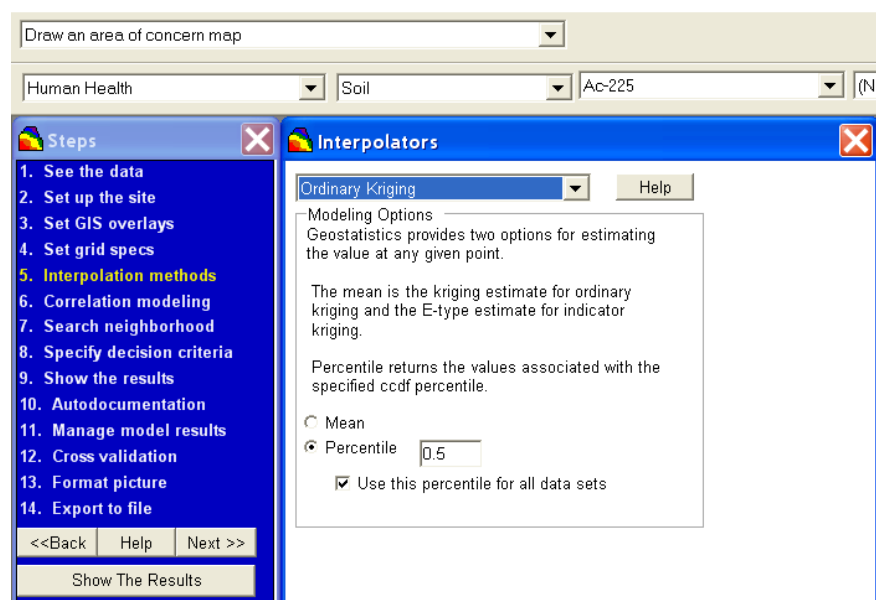 Draw an area of concern map
Human Health
Soil
Ac-225
(N
Steps
1. See the data
2. Set up the site
3. Set GIS overlays
4. Set grid specs
5. Interpolation methods
6. Correlation modeling
7. Search neighborhood
8. Specify decision criteria
9. Show the results
10. Autodocumentation
11. Manage model results
12. Cross validation
13. Format picture
14. Export to file
<<Back Help Next >>
Show The Results
Interpolators
Ordinary Kriging
Help
Modeling Options
Geostatistics provides two options for estimating
the value at any given point.
The mean is the kriging estimate for ordinary
kriging and the E-type estimate for indicator
kriging.
Percentile returns the values associated with the
specified ccdf percentile.
Mean
Percentile 0.5
Use this percentile for all data sets